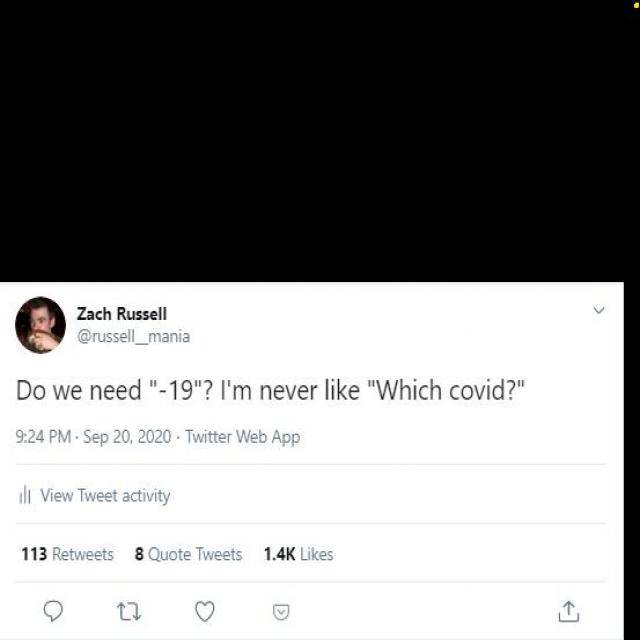 Zach Russell
@russell__mania
Do we need "-19"? I'm never like "Which covid?"
9:24 PM · Sep 20, 2020 · Twitter Web App
View Tweet activity
113 Retweets 8 Quote Tweets 1.4K Likes